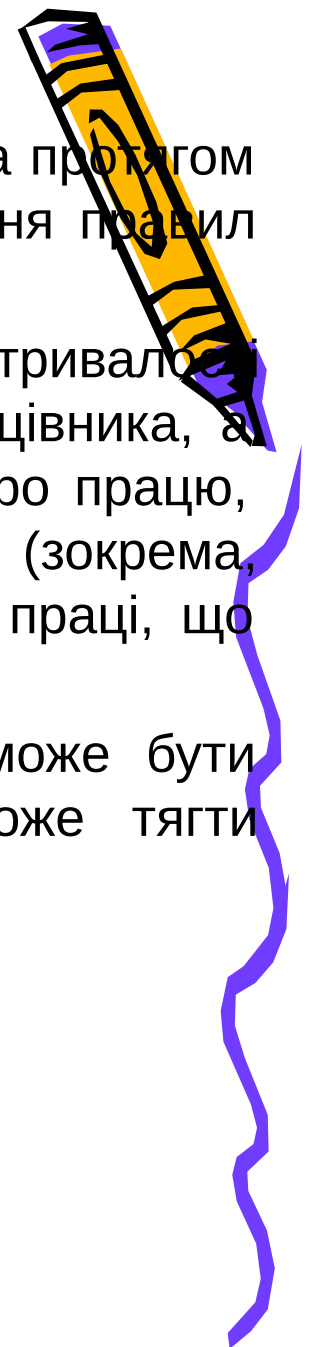 а протягом
ня правил
тривалості
цівника, а
ро працю,
(зокрема,
праці, що
може бути
оже тягти